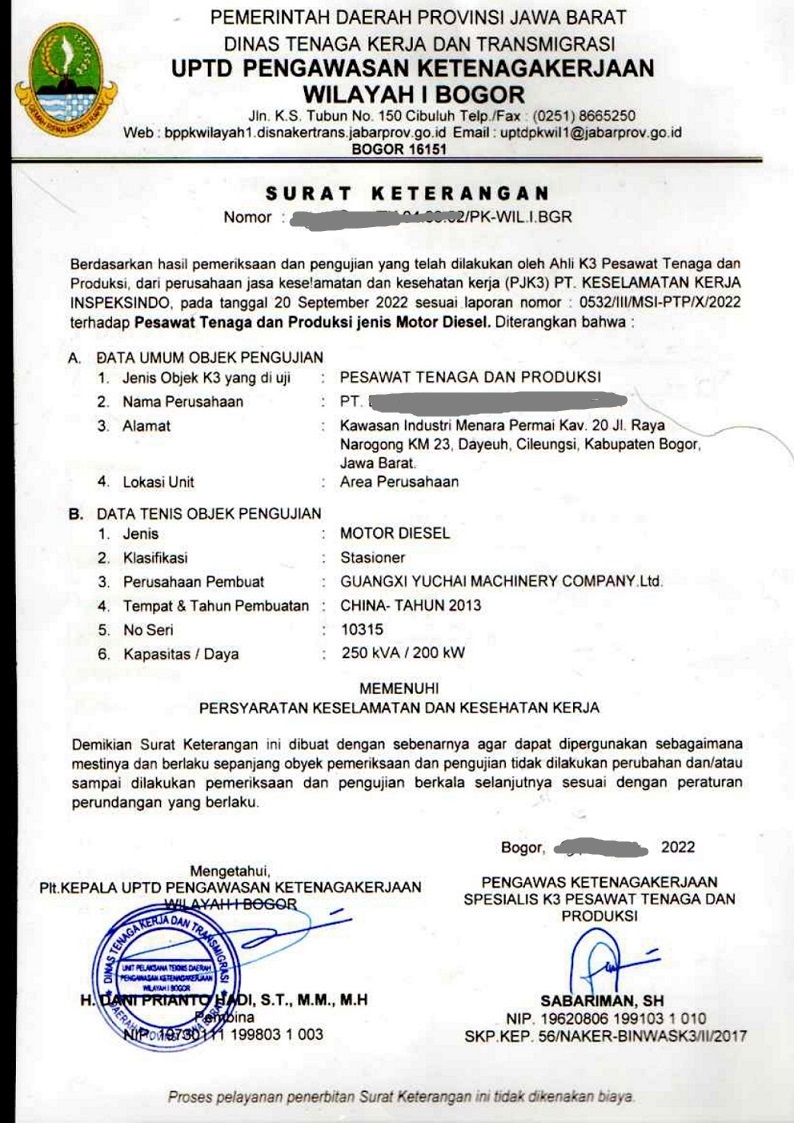 PEMERINTAH DAERAH PROVINSI JAWA BARAT
DINAS TENAGA KERJA DAN TRANSMIGRASI
UPTD PENGAWASAN KETENAGAKERJAAN
WILAYAH I BOGOR
Jln. K.S. Tubun No. 150 Cibuluh Telp./Fax : (0251) 8665250
Web : bppkwilayah1.disnakertrans.jabarprov.go.id Email : uptdpkwil1@jabarprov.go.id
BOGOR 16151
SURAT KETERANGAN
Nomor : /PK-WIL.I.BGR
Berdasarkan hasil pemeriksaan dan pengujian yang telah dilakukan oleh Ahli K3 Pesawat Tenaga dan
Produksi, dari perusahaan jasa keselamatan dan kesehatan kerja (PJK3) PT. KESELAMATAN KERJA
INSPEKSINDO, pada tanggal 20 September 2022 sesuai laporan nomor : 0532/III/MSI-PTP/X/2022
terhadap Pesawat Tenaga dan Produksi jenis Motor Diesel. Diterangkan bahwa :
A. DATA UMUM OBJEK PENGUJIAN
1. Jenis Objek K3 yang di uji : PESAWAT TENAGA DAN PRODUKSI
2. Nama Perusahaan : PT.
3. Alamat : Kawasan Industri Menara Permai Kav. 20 Jl. Raya
Narogong KM 23, Dayeuh, Cileungsi, Kabupaten Bogor,
Jawa Barat.
4. Lokasi Unit : Area Perusahaan
B. DATA TENIS OBJEK PENGUJIAN
1. Jenis : MOTOR DIESEL
2. Klasifikasi : Stasioner
3. Perusahaan Pembuat : GUANGXI YUCHAI MACHINERY COMPANY.Ltd.
4. Tempat & Tahun Pembuatan : CHINA- TAHUN 2013
5. No Seri : 10315
6. Kapasitas / Daya : 250 kVA / 200 kW
MEMENUHI
PERSYARATAN KESELAMATAN DAN KESEHATAN KERJA
Demikian Surat Keterangan ini dibuat dengan sebenarnya agar dapat dipergunakan sebagaimana
mestinya dan berlaku sepanjang obyek pemeriksaan dan pengujian tidak dilakukan perubahan dan/atau
sampai dilakukan pemeriksaan dan pengujian berkala selanjutnya sesuai dengan peraturan
perundangan yang berlaku.
Bogor, 2022
Mengetahui,
Plt.KEPALA UPTD PENGAWASAN KETENAGAKERJAAN
WILAYAH I BOGOR
DINAS TENAGA KERJA DAN TRANSMIGRASI
UNIT PELAKSANA TEKNIS DAERAH
PENGAWASAN KETENAGAKERJAAN
WILAYAH I BOGOR
H. DANI PRIANTO HADI, S.T., M.M., M.H
Pembina
NIP. 19730111 199803 1 003
PENGAWAS KETENAGAKERJAAN
SPESIALIS K3 PESAWAT TENAGA DAN
PRODUKSI
SABARIMAN, SH
NIP. 19620806 199103 1 010
SKP.KEP. 56/NAKER-BINWASK3/II/2017
Proses pelayanan penerbitan Surat Keterangan ini tidak dikenakan biaya.